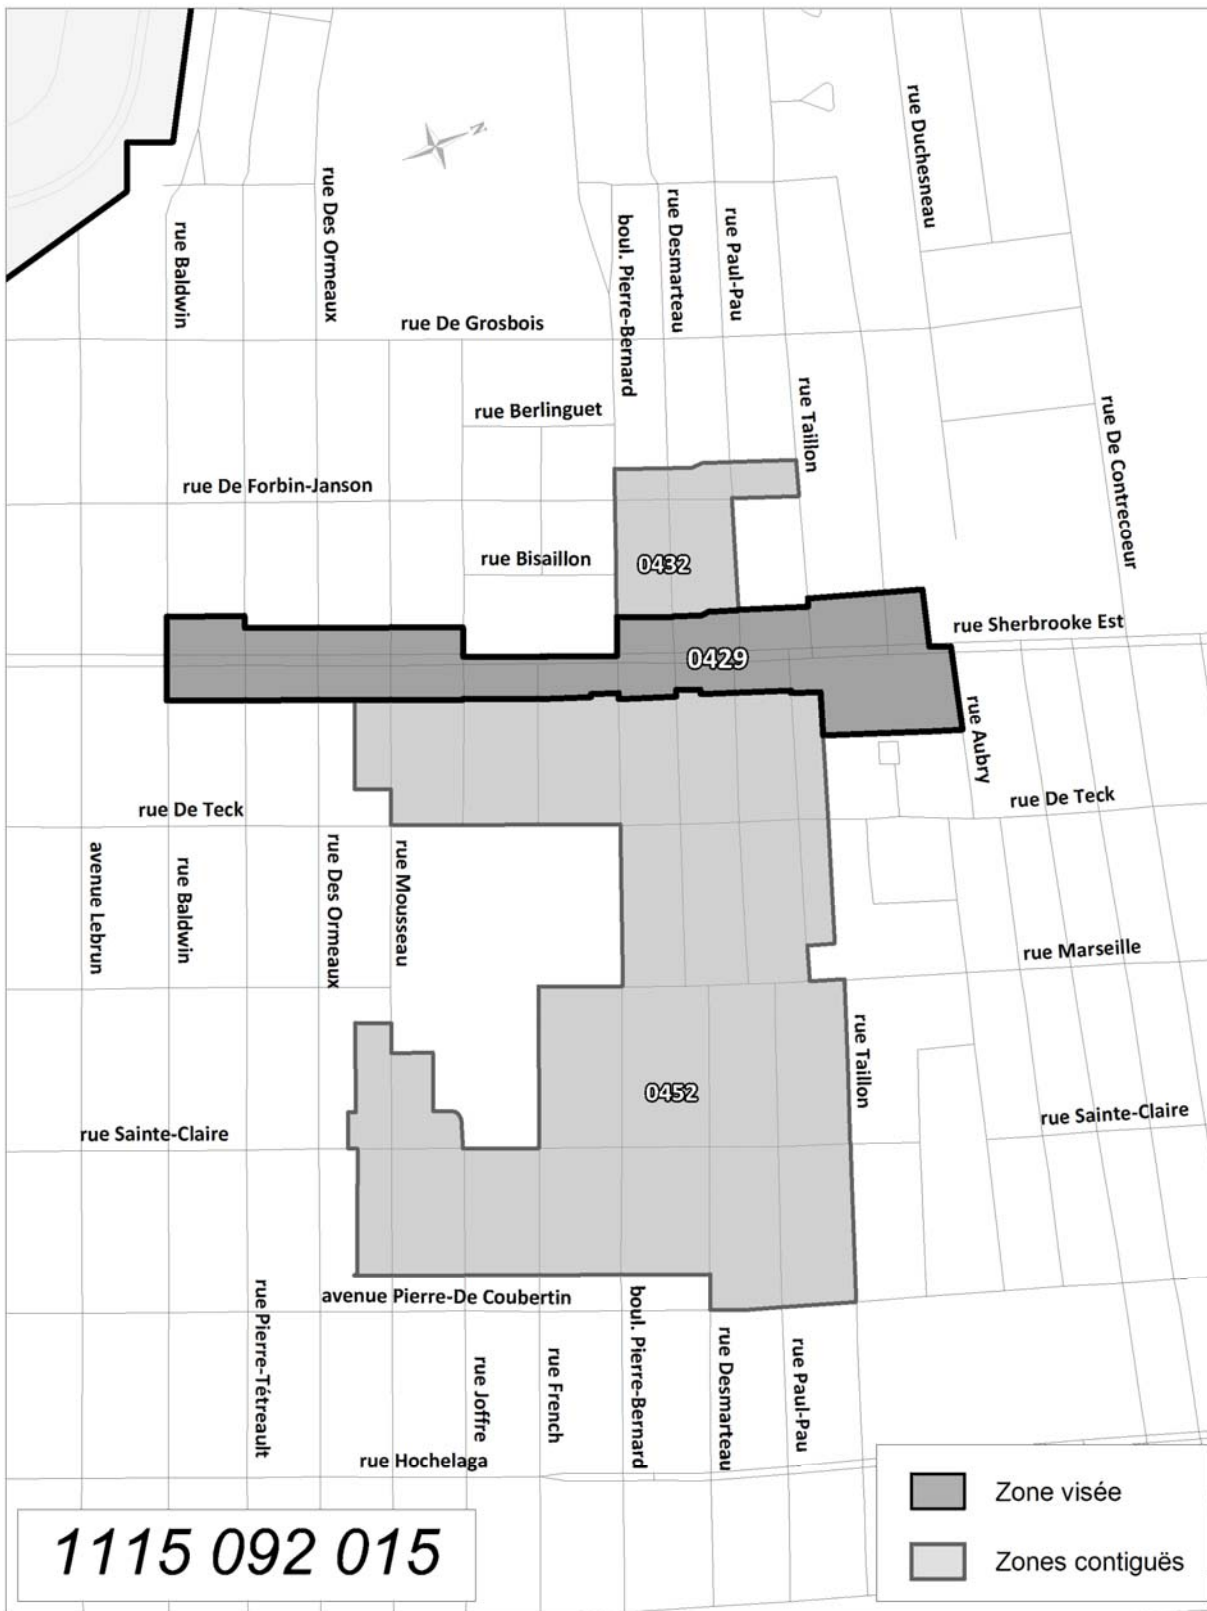 N
rue Duchesneau
rue Des Ormeaux
rue Baldwin
boul. Pierre-Bernard
rue Desmarteau
rue Paul-Pau
rue De Grosbois
rue Berlinguet
rue Taillon
rue De Contrecoeur
rue De Forbin-Janson
rue Bisaillon
0432
rue Sherbrooke Est
0429
rue Aubry
rue De Teck
rue De Teck
avenue Lebrun
rue Baldwin
rue Des Ormeaux
rue Mousseau
rue Marseille
rue Taillon
0452
rue Sainte-Claire
rue Sainte-Claire
avenue Pierre-De Coubertin
rue Pierre-Tétreault
rue Joffre
rue French
boul. Pierre-Bernard
rue Desmarteau
rue Paul-Pau
rue Hochelaga
Zone visée
Zones contiguës
1115 092 015